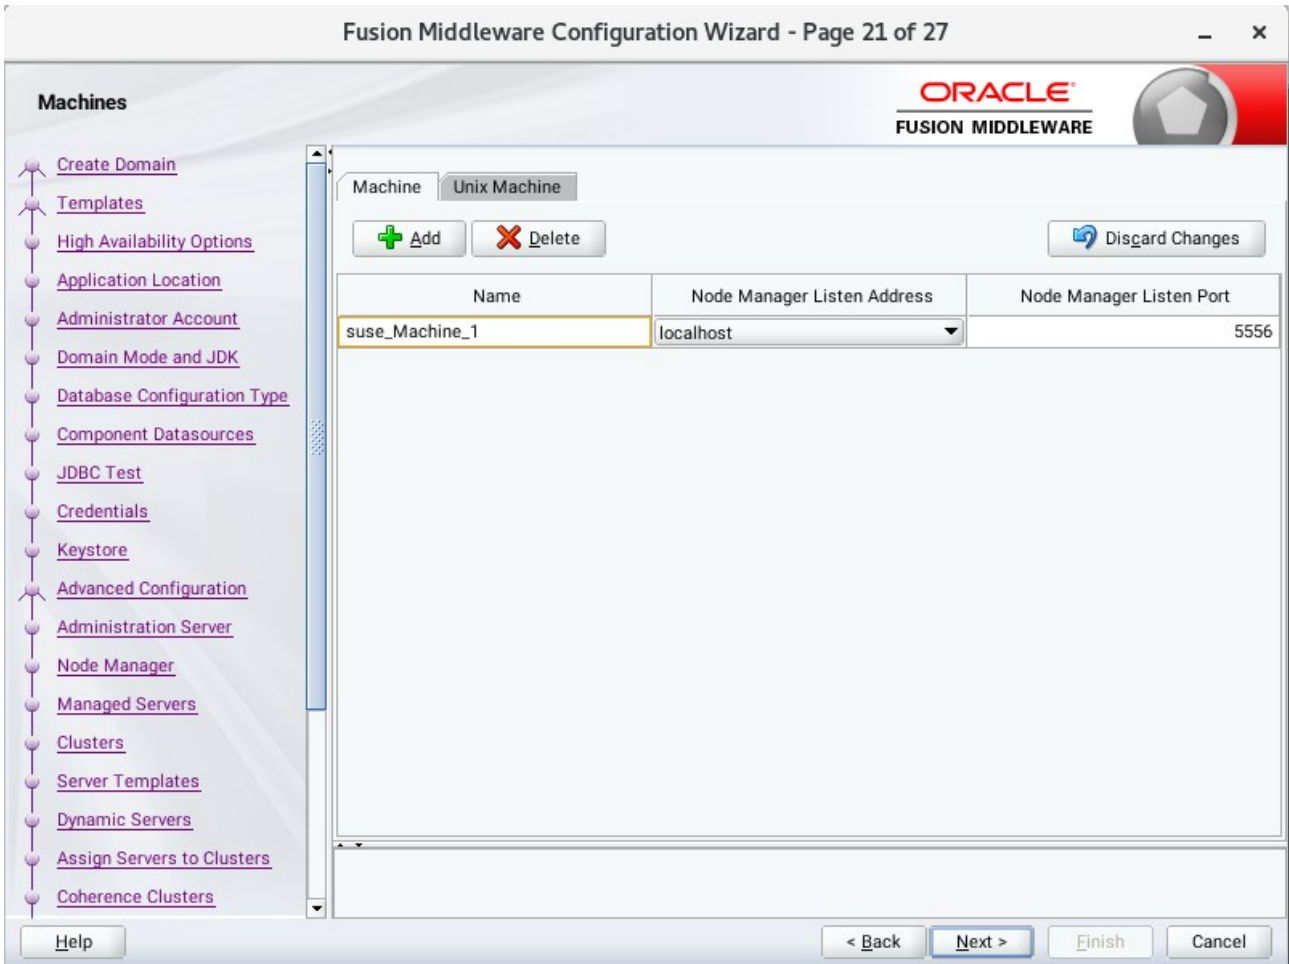 Fusion Middleware Configuration Wizard - Page 21 of 27
Machines
ORACLE
FUSION MIDDLEWARE
Create Domain
Templates
High Availability Options
Application Location
Administrator Account
Domain Mode and JDK
Database Configuration Type
Component Datasources
JDBC Test
Credentials
Keystore
Advanced Configuration
Administration Server
Node Manager
Managed Servers
Clusters
Server Templates
Dynamic Servers
Assign Servers to Clusters
Coherence Clusters
Machine Unix Machine
Add Delete Discard Changes
Name Node Manager Listen Address Node Manager Listen Port
suse_Machine_1 localhost 5556
Help < Back Next > Finish Cancel